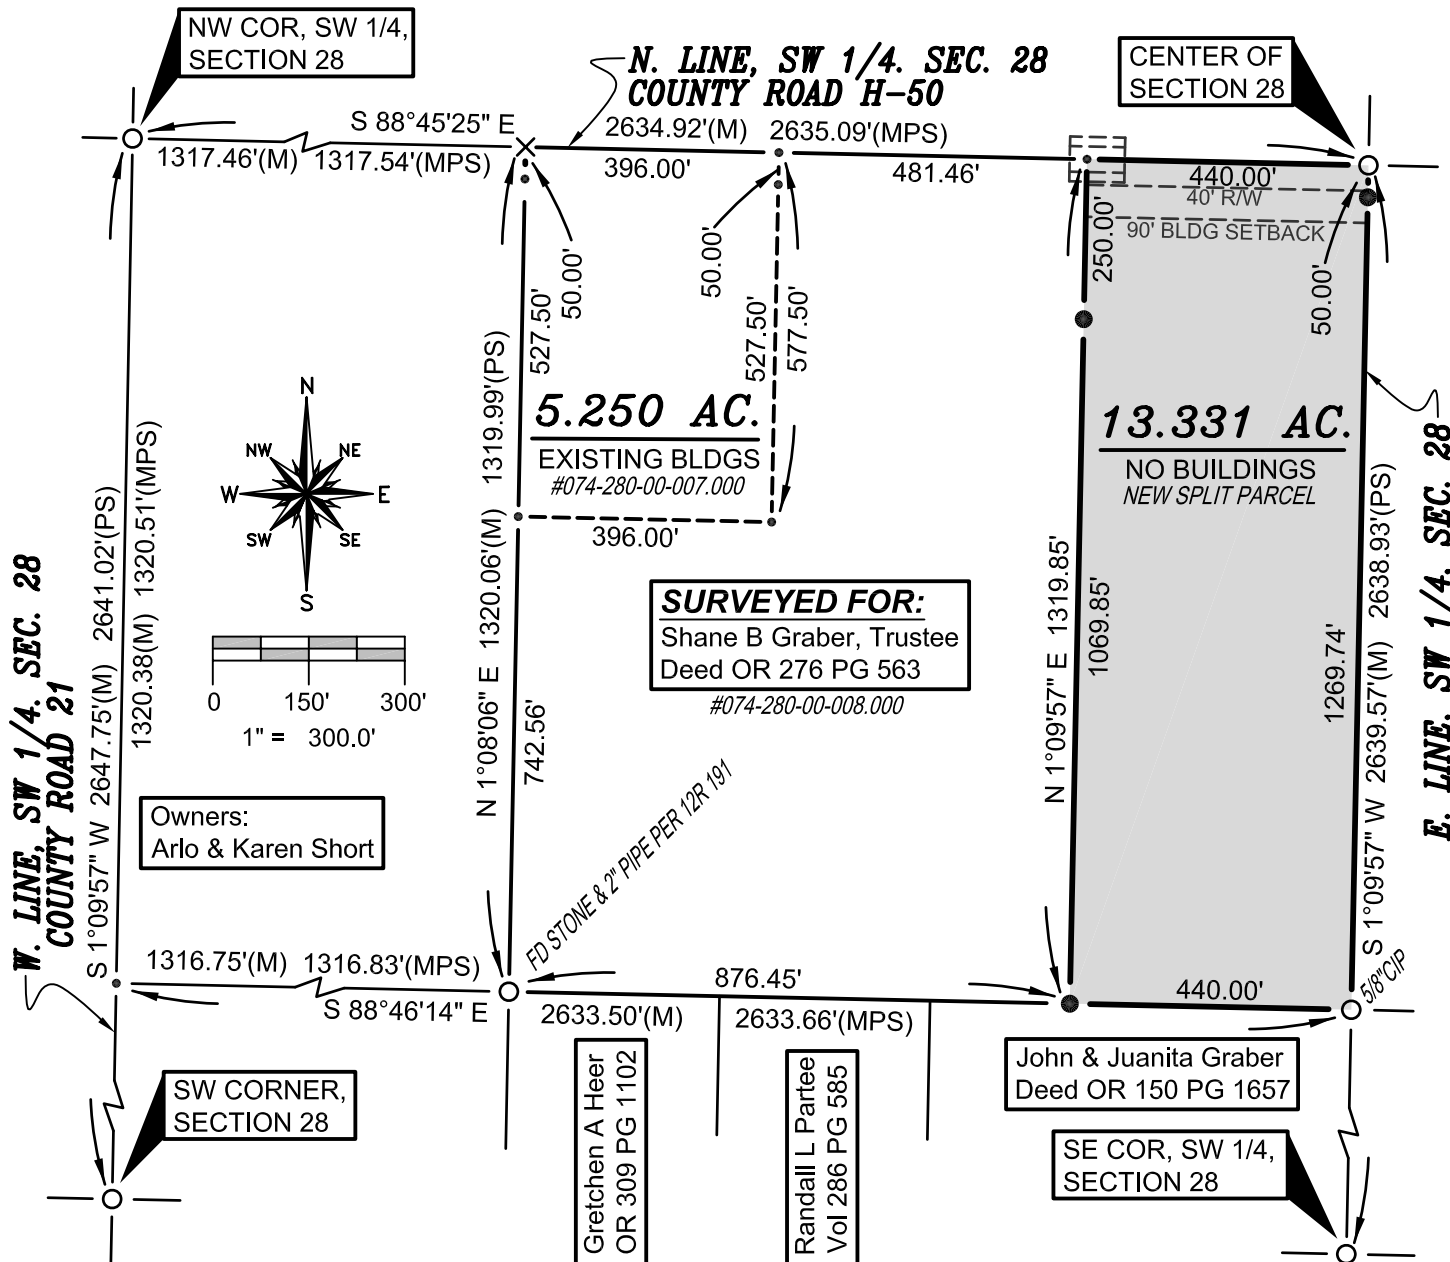 NW COR, SW 1/4,
SECTION 28
N. LINE, SW 1/4. SEC. 28
COUNTY ROAD H-50
CENTER OF
SECTION 28
S 88°45'25" E
2634.92'(M)
2635.09'(MPS)
1317.46'(M)
1317.54'(MPS)
396.00'
481.46'
440.00'
40' R/W
90' BLDG SETBACK
50.00'
527.50'
50.00'
527.50'
577.50'
250.00'
50.00'
5.250 AC.
EXISTING BLDGS
#074-280-00-007.000
396.00'
13.331 AC.
NO BUILDINGS
NEW SPLIT PARCEL
N
NW
NE
W
E
SW
SE
S
0
150'
300'
1" = 300.0'
W. LINE, SW 1/4. SEC. 28
COUNTY ROAD 21
S 1°09'57" W 2647.75'(M) 2641.02'(PS)
1320.38(M) 1320.51'(MPS)
N 1°08'06" E 1320.06'(M) 1319.99'(PS)
742.56'
SURVEYED FOR:
Shane B Graber, Trustee
Deed OR 276 PG 563
#074-280-00-008.000
N 1°09'57" E 1319.85'
1069.85'
1269.74'
S 1°09'57" W 2639.57'(M) 2638.93'(PS)
E. LINE, SW 1/4. SEC. 28
Owners:
Arlo & Karen Short
FD STONE & 2" PIPE PER 12R 191
5/8"CIP
1316.75'(M)
1316.83'(MPS)
S 88°46'14" E
876.45'
2633.50'(M)
2633.66'(MPS)
440.00'
SW CORNER,
SECTION 28
Gretchen A Heer
OR 309 PG 1102
Randall L Partee
Vol 286 PG 585
John & Juanita Graber
Deed OR 150 PG 1657
SE COR, SW 1/4,
SECTION 28